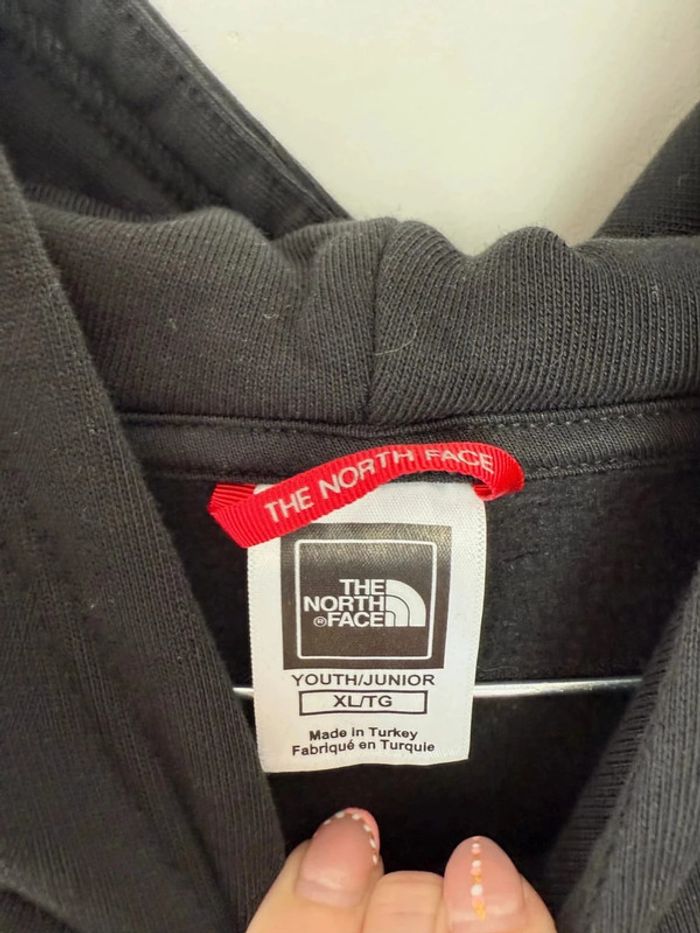 THE NORTH FACE
THE
NORTH
®FACE
YOUTH/JUNIOR
XL/TG
Made in Turkey
Fabriqué en Turquie